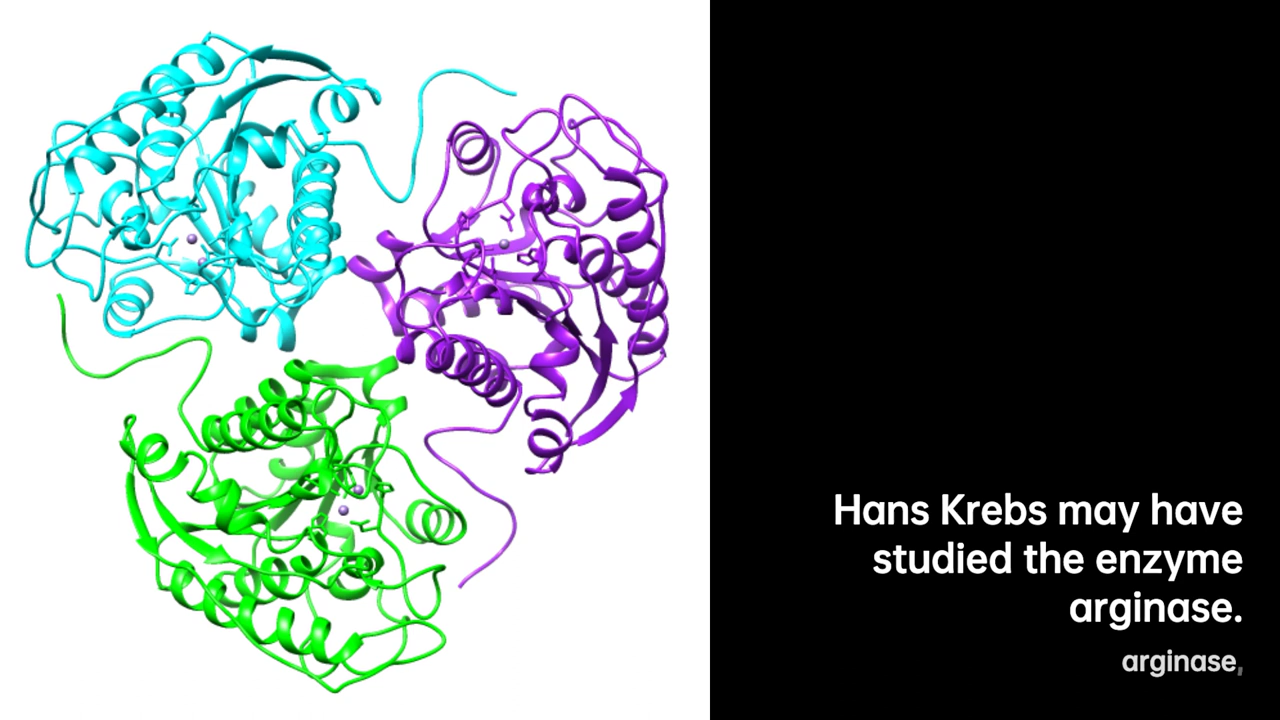 Hans Krebs may have
studied the enzyme
arginase.
arginase,